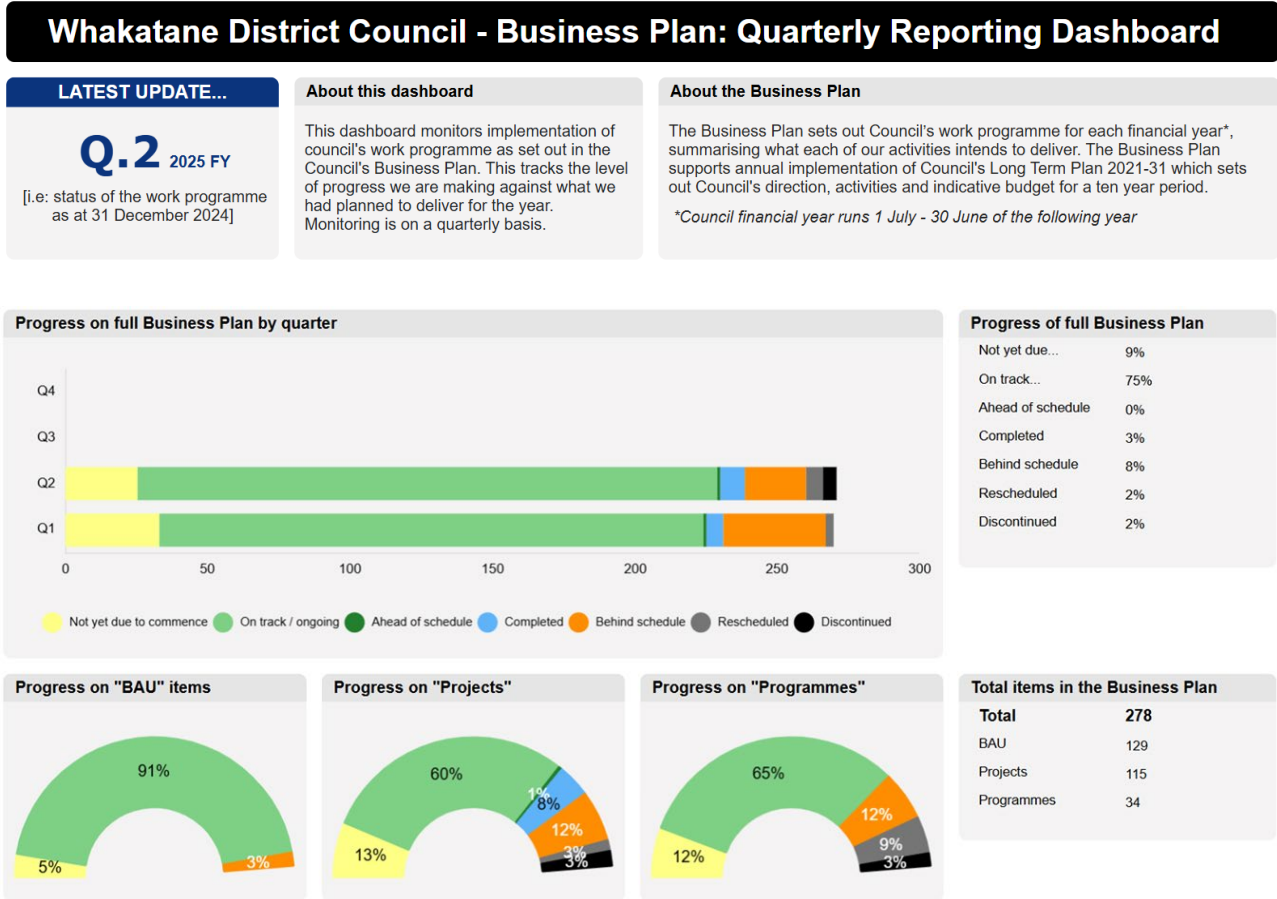 Whakatane District Council - Business Plan: Quarterly Reporting Dashboard
LATEST UPDATE...
Q.2 2025 FY
[i.e: status of the work programme
as at 31 December 2024]
About this dashboard
This dashboard monitors implementation of
council's work programme as set out in the
Council's Business Plan. This tracks the level
of progress we are making against what we
had planned to deliver for the year.
Monitoring is on a quarterly basis.
About the Business Plan
The Business Plan sets out Council's work programme for each financial year*,
summarising what each of our activities intends to deliver. The Business Plan
supports annual implementation of Council's Long Term Plan 2021-31 which sets
out Council's direction, activities and indicative budget for a ten year period.
*Council financial year runs 1 July - 30 June of the following year
Progress on full Business Plan by quarter
Q4
Q3
Q2
Q1
0 50 100 150 200 250 300
Not yet due to commence On track / ongoing Ahead of schedule Completed Behind schedule Rescheduled Discontinued
Progress of full Business Plan
Not yet due... 9%
On track... 75%
Ahead of schedule 0%
Completed 3%
Behind schedule 8%
Rescheduled 2%
Discontinued 2%
Progress on "BAU" items
91%
5%
3%
Progress on "Projects"
60%
1%
8%
12%
13%
3%
3%
Progress on "Programmes"
65%
12%
12%
9%
3%
Total items in the Business Plan
Total 278
BAU 129
Projects 115
Programmes 34